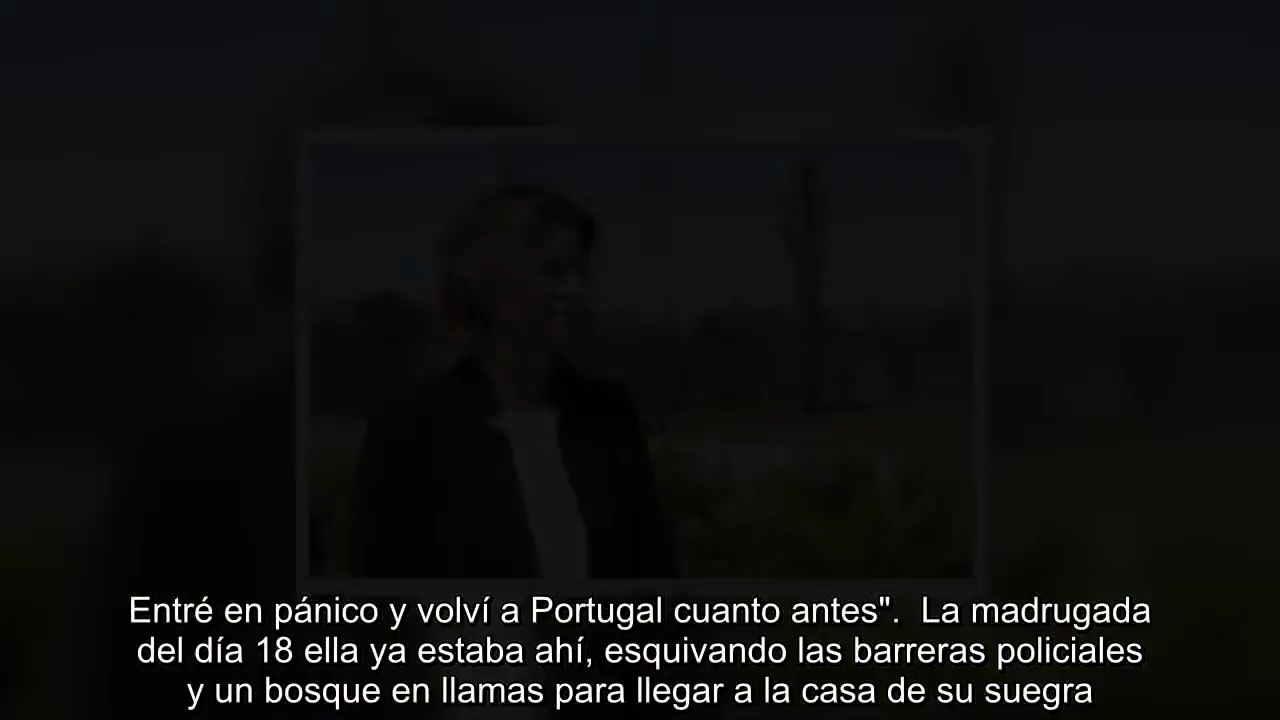 Entré en pánico y volví a Portugal cuanto antes".  La madrugada
del día 18 ella ya estaba ahí, esquivando las barreras policiales
y un bosque en llamas para llegar a la casa de su suegra